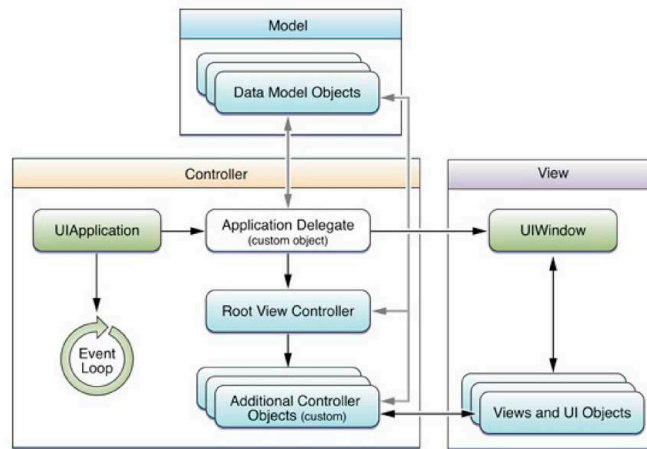 Model
Data Model Objects
Controller
View
UIApplication
Application Delegate
(custom object)
UIWindow
Root View Controller
Event
Loop
Additional Controller
Objects (custom)
Views and UI Objects